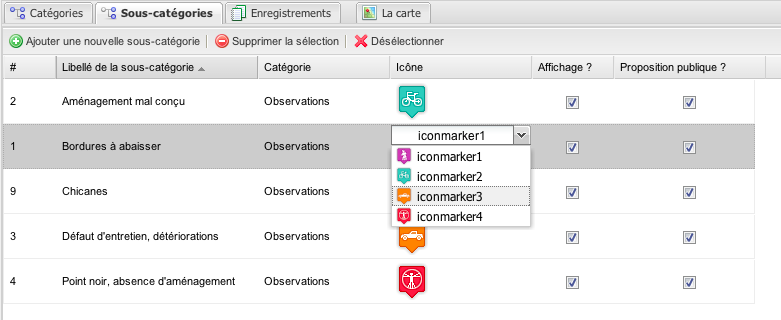 Catégories Sous-catégories Enregistrements La carte
Ajouter une nouvelle sous-catégorie Supprimer la sélection Désélectionner
# Libellé de la sous-catégorie Catégorie Icône Affichage ? Proposition publique ?
2 Aménagement mal conçu Observations
1 Bordures à abaisser Observations iconmarker1
iconmarker1
iconmarker2
9 Chicanes Observations iconmarker3
iconmarker4
3 Défaut d'entretien, détériorations Observations
4 Point noir, absence d'aménagement Observations